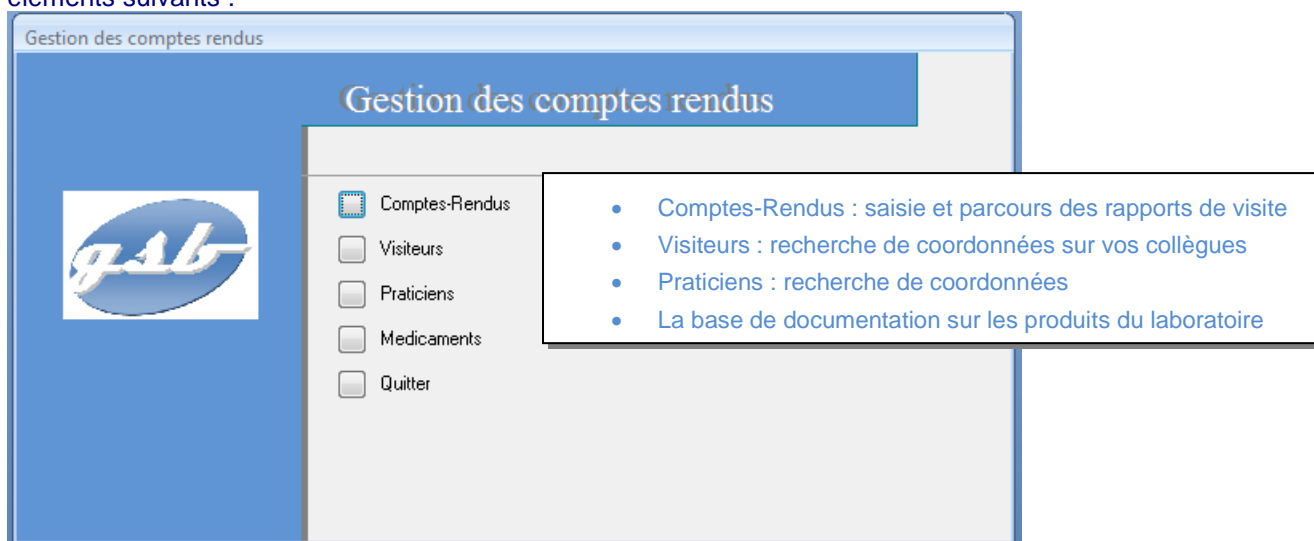 éléments suivants :
Gestion des comptes rendus
Gestion des comptes rendus
gsb
Comptes-Rendus
Visiteurs
Praticiens
Medicaments
Quitter
• Comptes-Rendus : saisie et parcours des rapports de visite
• Visiteurs : recherche de coordonnées sur vos collègues
• Praticiens : recherche de coordonnées
• La base de documentation sur les produits du laboratoire